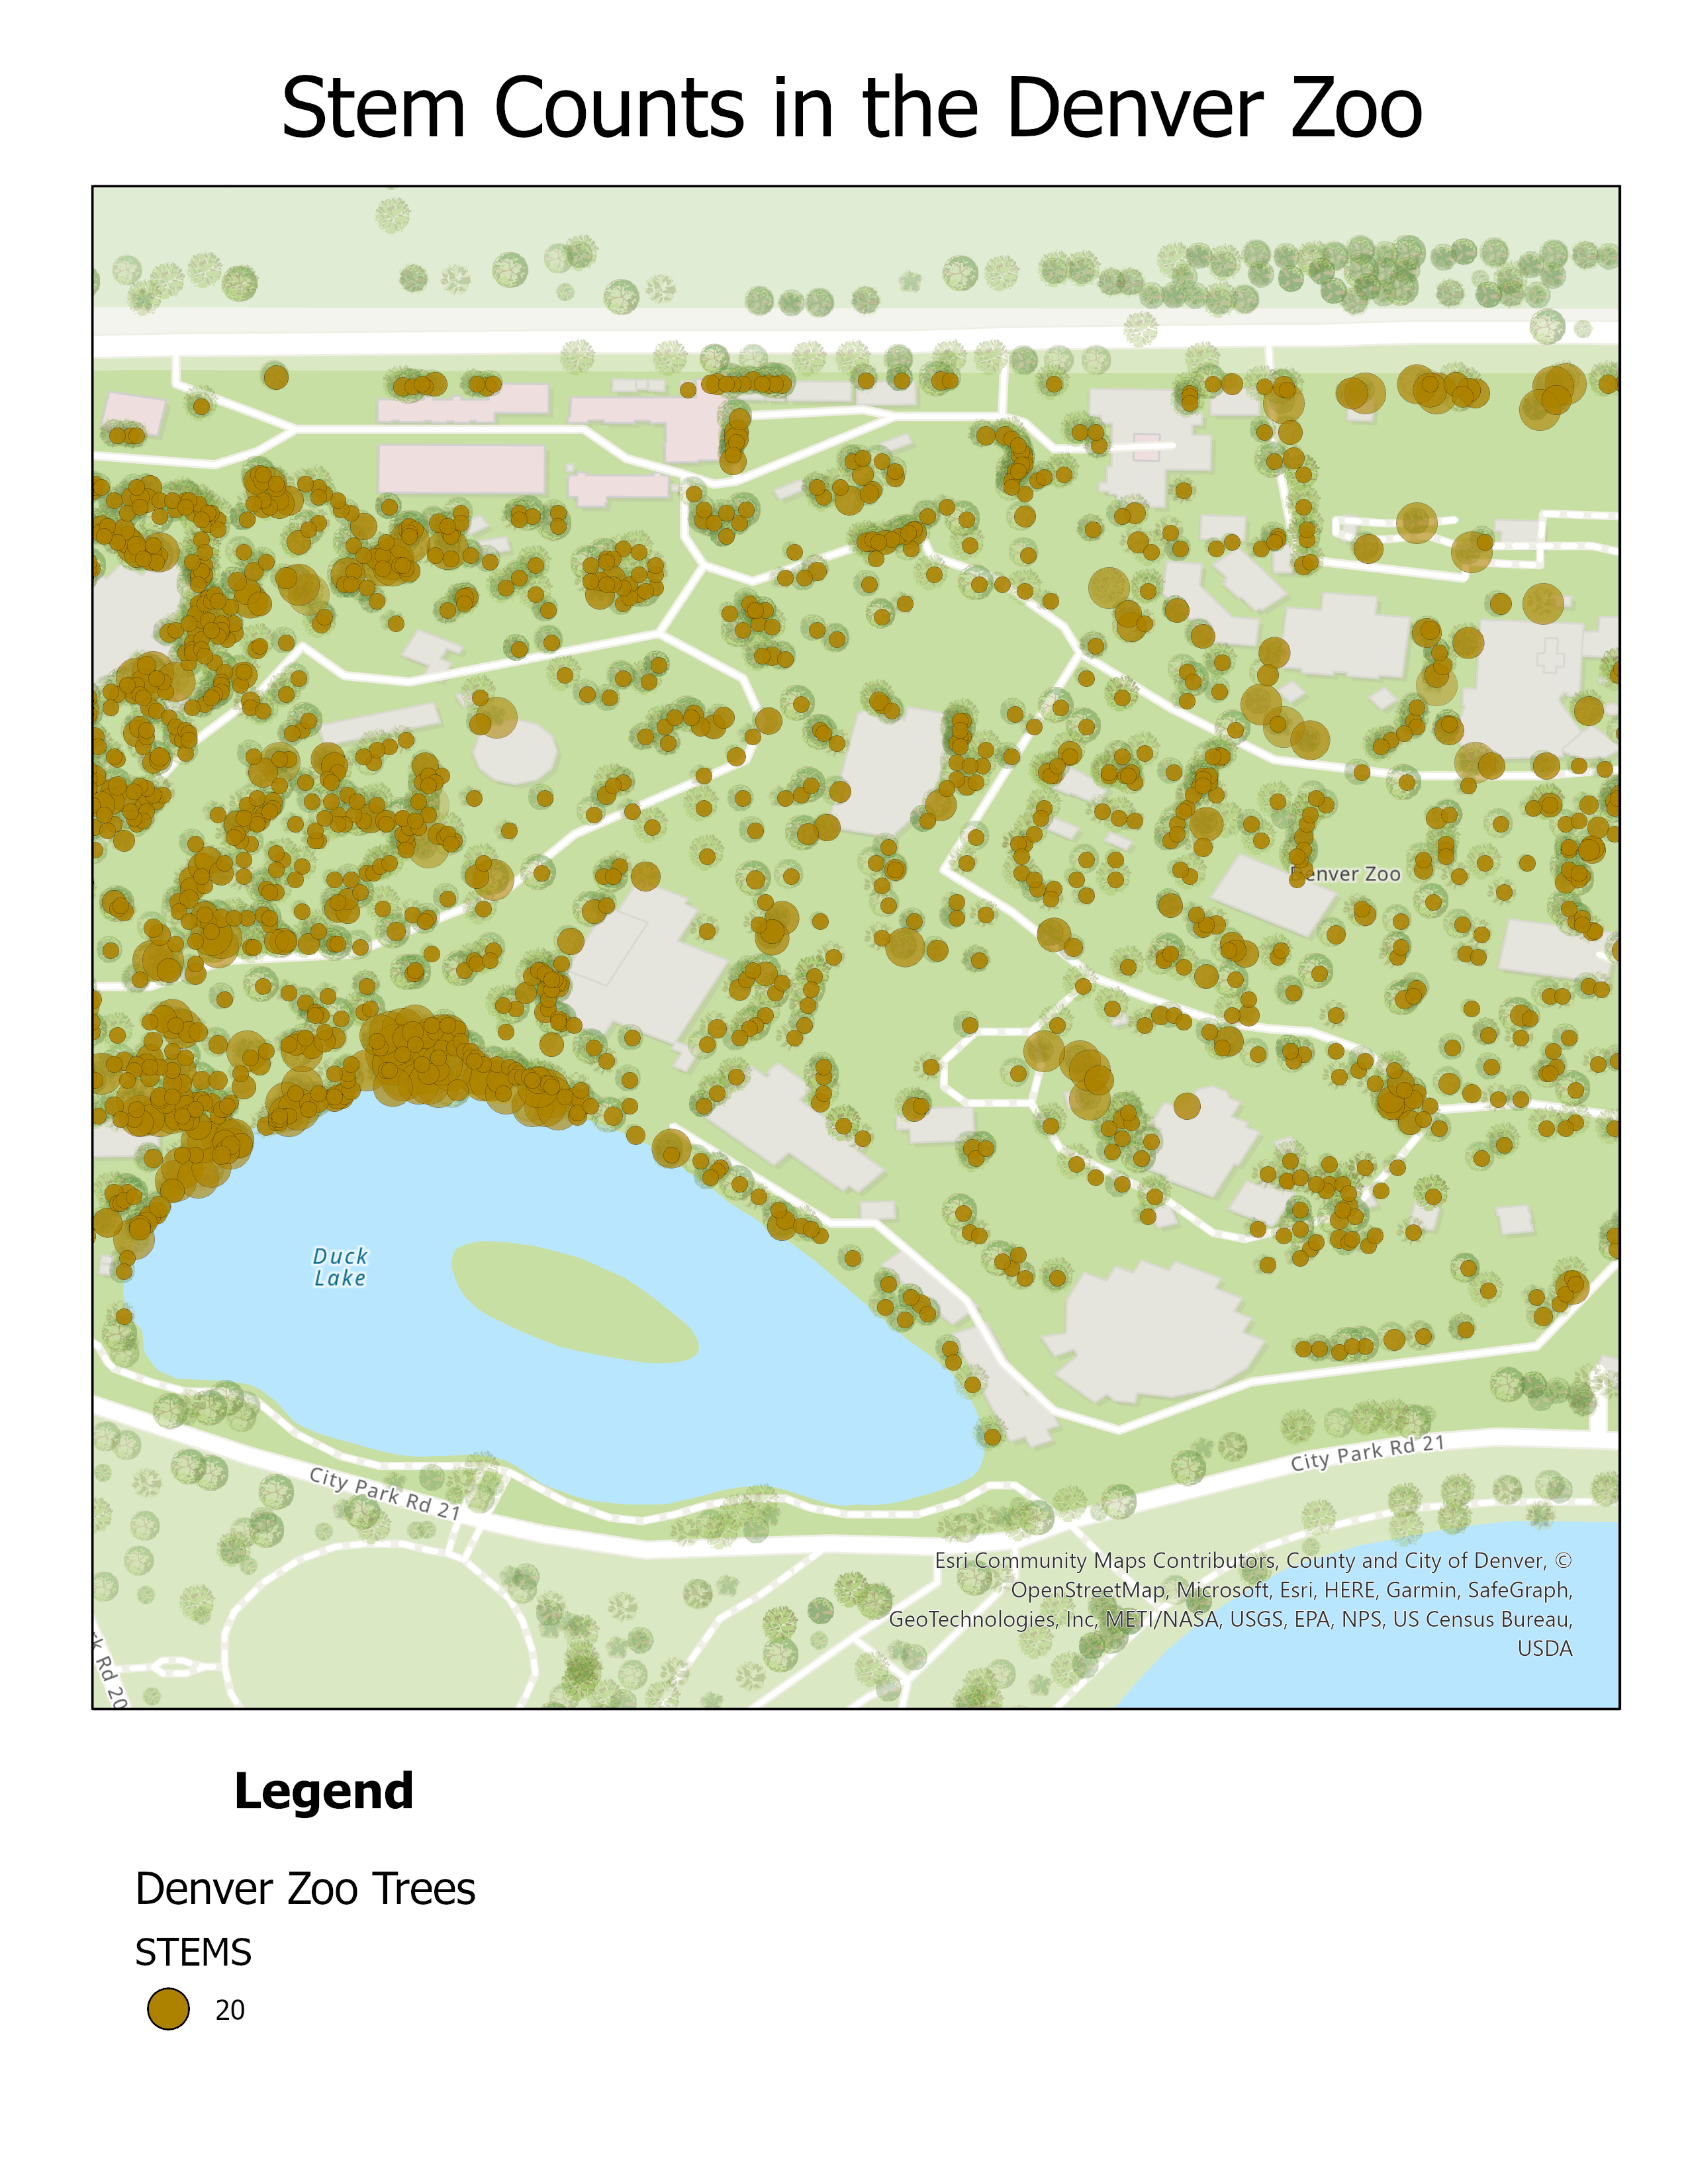 Stem Counts in the Denver Zoo
Denver Zoo
Duck
Lake
City Park Rd 21
City Park Rd 21
Esri Community Maps Contributors, County and City of Denver, ©
OpenStreetMap, Microsoft, Esri, HERE, Garmin, SafeGraph,
GeoTechnologies, Inc, METI/NASA, USGS, EPA, NPS, US Census Bureau,
USDA
rk Rd 20
Legend
Denver Zoo Trees
STEMS
20